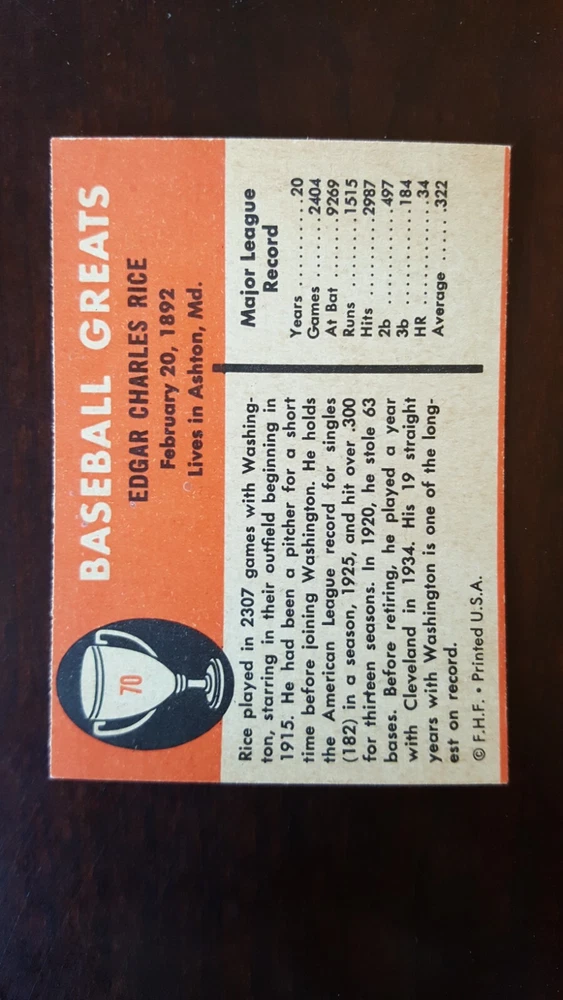 70
BASEBALL GREATS
EDGAR CHARLES RICE
February 20, 1892
Lives in Ashton, Md.
Rice played in 2307 games with Washing-
ton, starring in their outfield beginning in
1915. He had been a pitcher for a short
time before joining Washington. He holds
the American League record for singles
(182) in a season, 1925, and hit over .300
for thirteen seasons. In 1920, he stole 63
bases. Before retiring, he played a year
with Cleveland in 1934. His 19 straight
years with Washington is one of the long-
est on record.
© F.H.F. • Printed U.S.A.
Major League
Record
Years ............ 20
Games .......... 2404
At Bat .......... 9269
Runs ............ 1515
Hits ............. 2987
2b ............... 497
3b ............... 184
HR ............... 34
Average ...... .322